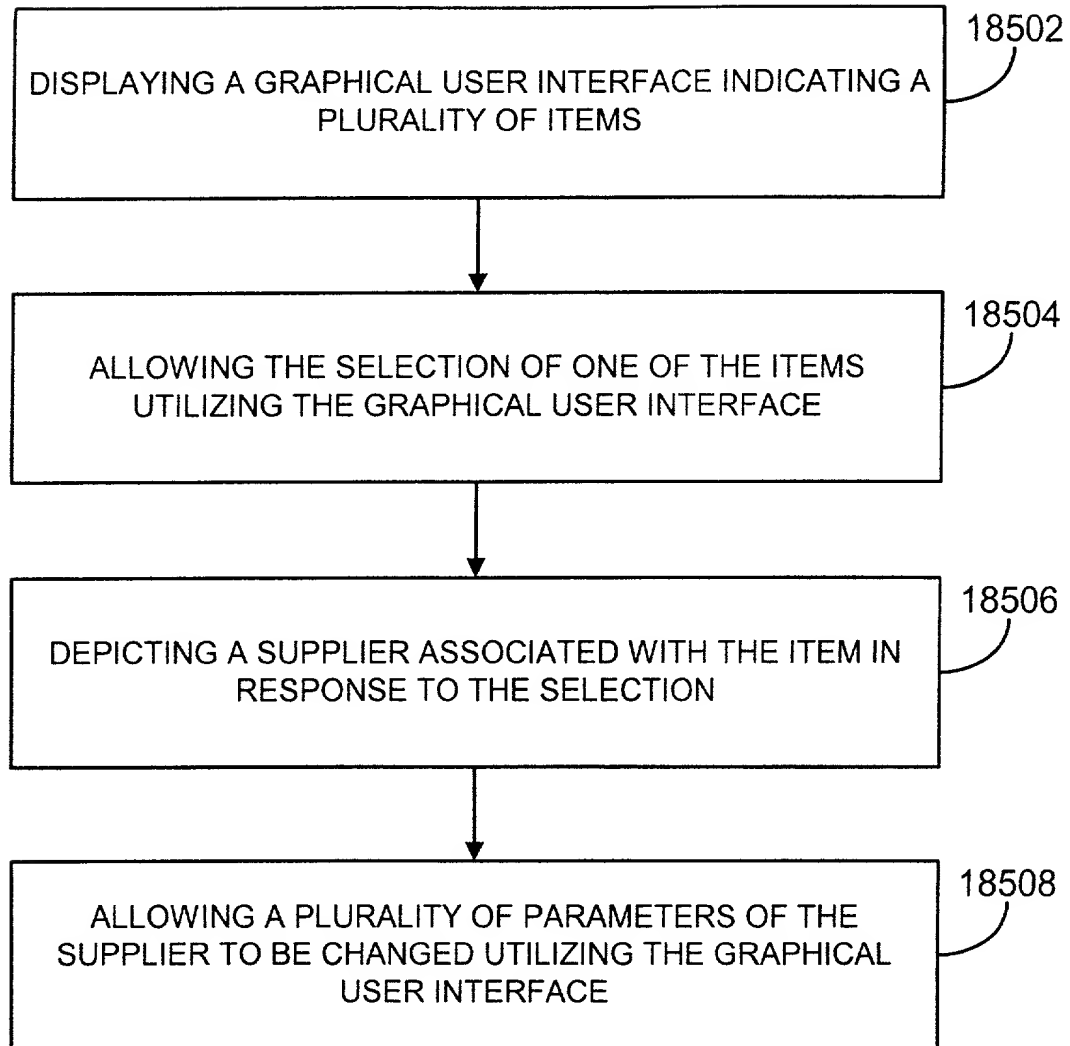 18502
DISPLAYING A GRAPHICAL USER INTERFACE INDICATING A
PLURALITY OF ITEMS
18504
ALLOWING THE SELECTION OF ONE OF THE ITEMS
UTILIZING THE GRAPHICAL USER INTERFACE
18506
DEPICTING A SUPPLIER ASSOCIATED WITH THE ITEM IN
RESPONSE TO THE SELECTION
18508
ALLOWING A PLURALITY OF PARAMETERS OF THE
SUPPLIER TO BE CHANGED UTILIZING THE GRAPHICAL
USER INTERFACE